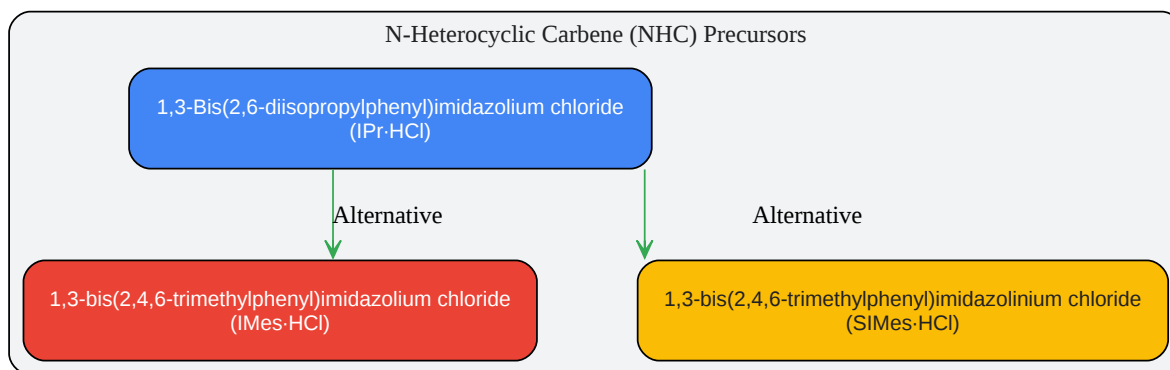 N-Heterocyclic Carbene (NHC) Precursors
1,3-Bis(2,6-diisopropylphenyl)imidazolium chloride
(IPr·HCl)
Alternative
Alternative
1,3-bis(2,4,6-trimethylphenyl)imidazolium chloride
(IMes·HCl)
1,3-bis(2,4,6-trimethylphenyl)imidazolinium chloride
(SIMes·HCl)